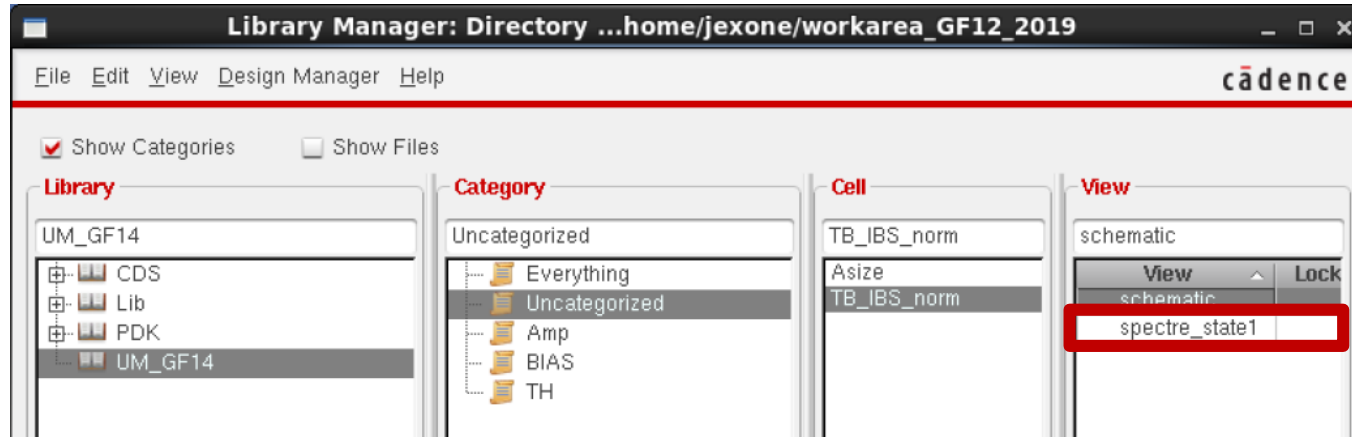 Library Manager: Directory ...home/jexone/workarea_GF12_2019
File Edit View Design Manager Help
cādence
Show Categories Show Files
Library
UM_GF14
CDS
Lib
PDK
UM_GF14
Category
Uncategorized
Everything
Uncategorized
Amp
BIAS
TH
Cell
TB_IBS_norm
Asize
TB_IBS_norm
View
schematic
View Lock
schematic
spectre_state1